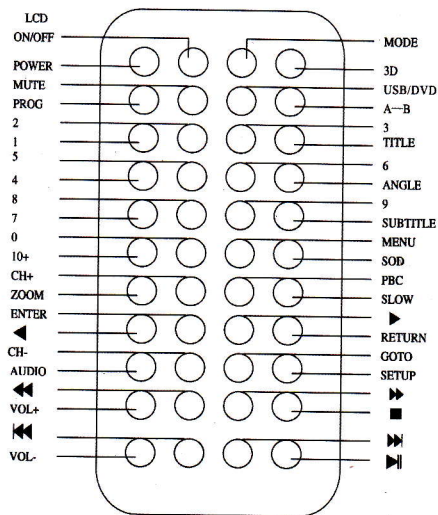 LCD
ON/OFF
MODE
POWER
3D
MUTE
USB/DVD
PROG
A—B
2
3
1
TITLE
5
6
4
ANGLE
8
9
7
SUBTITLE
0
MENU
10+
SOD
CH+
PBC
ZOOM
SLOW
ENTER
RETURN
CH-
GOTO
AUDIO
SETUP
VOL+
VOL-